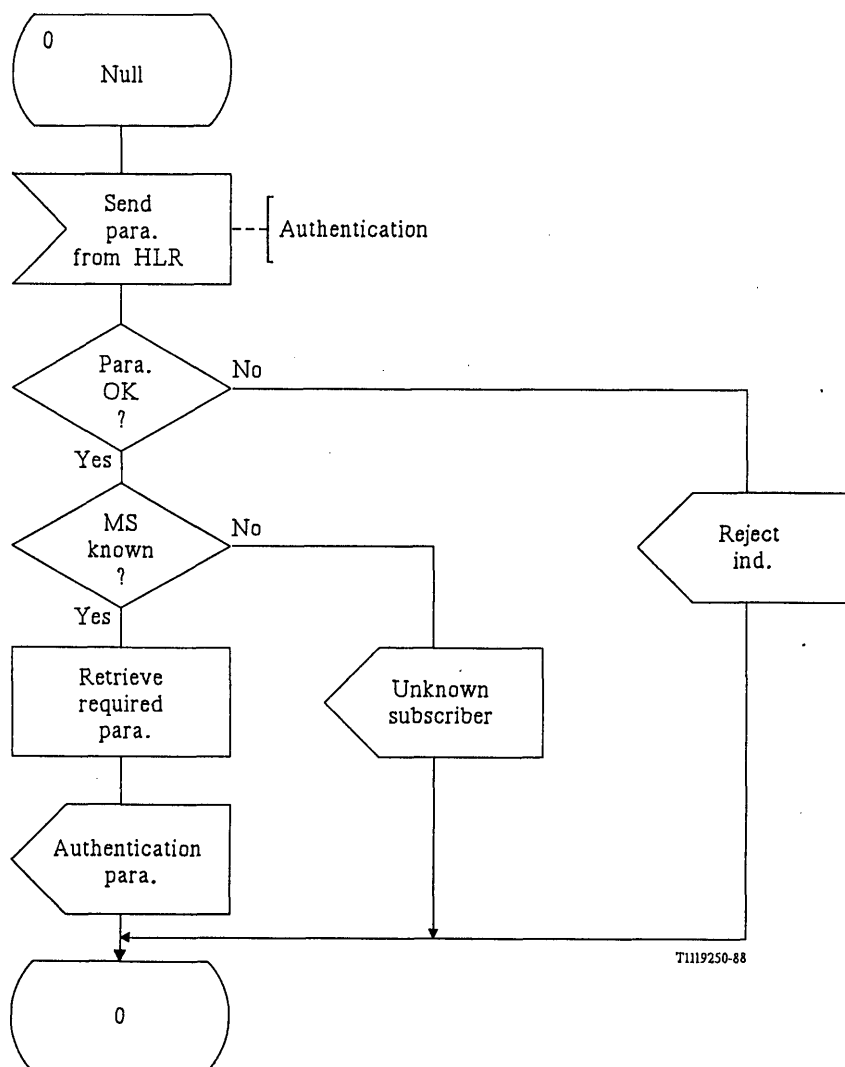 0
Null
Send
para.
from HLR
Authentication
Para.
OK
?
No
Yes
MS
known
?
No
Yes
Reject
ind.
Retrieve
required
para.
Unknown
subscriber
Authentication
para.
T1119250-88
0